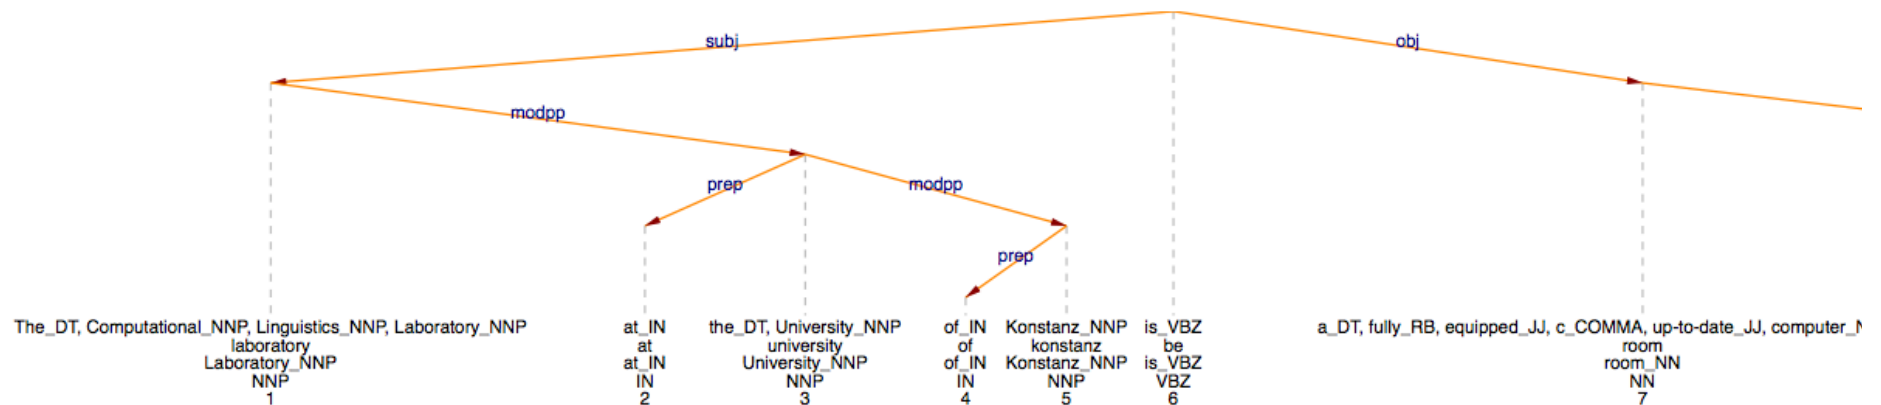 subj obj
modpp
prep modpp
prep
The_DT, Computational_NNP, Linguistics_NNP, Laboratory_NNP at_IN the_DT, University_NNP of_IN Konstanz_NNP is_VBZ a_DT, fully_RB, equipped_JJ, c_COMMA, up-to-date_JJ, computer_N
laboratory at university of konstanz be room
Laboratory_NNP at_IN University_NNP of_IN Konstanz_NNP is_VBZ room_NN
NNP IN NNP IN NNP VBZ NN
1 2 3 4 5 6 7